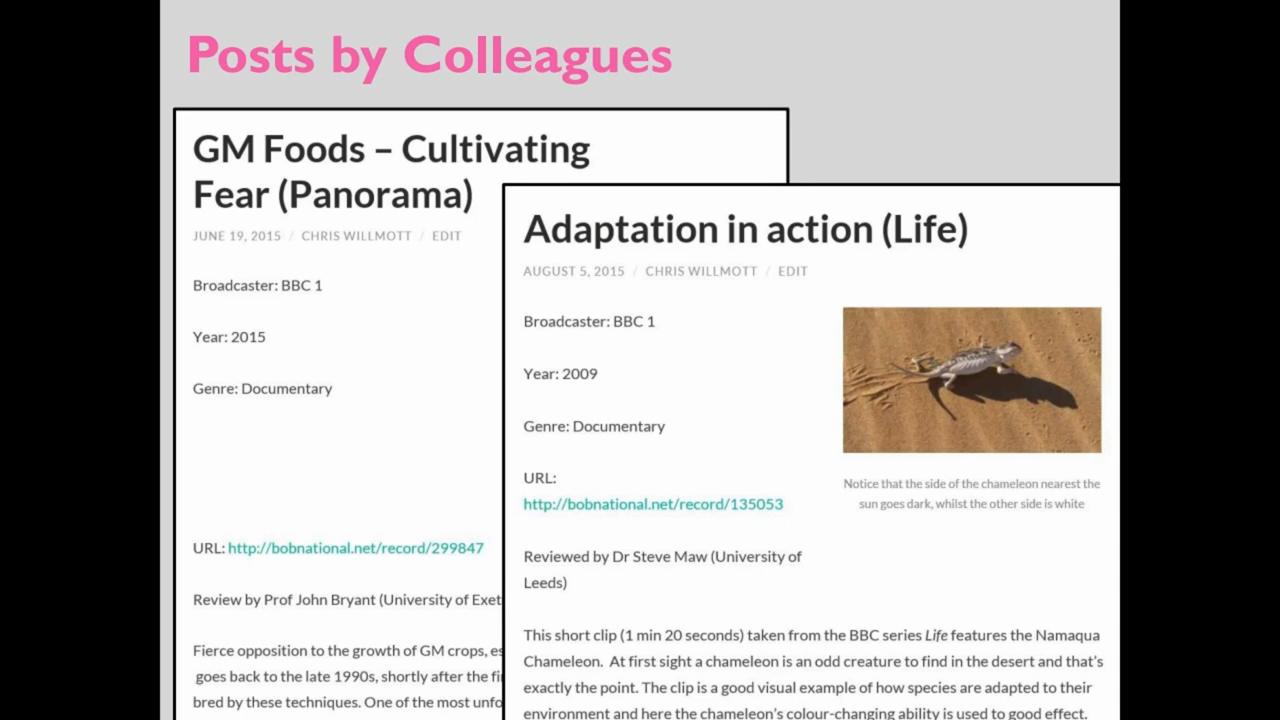 Posts by Colleagues
GM Foods – Cultivating
Fear (Panorama)
JUNE 19, 2015 / CHRIS WILLMOTT / EDIT
Broadcaster: BBC 1
Year: 2015
Genre: Documentary
URL: http://bobnational.net/record/299847
Review by Prof John Bryant (University of
Fierce opposition to the growth of GM crops,
goes back to the late 1990s, shortly after the
bred by these techniques. One of the most
Adaptation in action (Life)
AUGUST 5, 2015 / CHRIS WILLMOTT / EDIT
Broadcaster: BBC 1
Year: 2009
Genre: Documentary
URL:
http://bobnational.net/record/135053
Reviewed by Dr Steve Maw (University of
Leeds)
Notice that the side of the chameleon nearest the
sun goes dark, whilst the other side is white
This short clip (1 min 20 seconds) taken from the BBC series Life features the Namaqua
Chameleon. At first sight a chameleon is an odd creature to find in the desert and that's
exactly the point. The clip is a good visual example of how species are adapted to their
environment and here the chameleon's colour-changing ability is used to good effect.